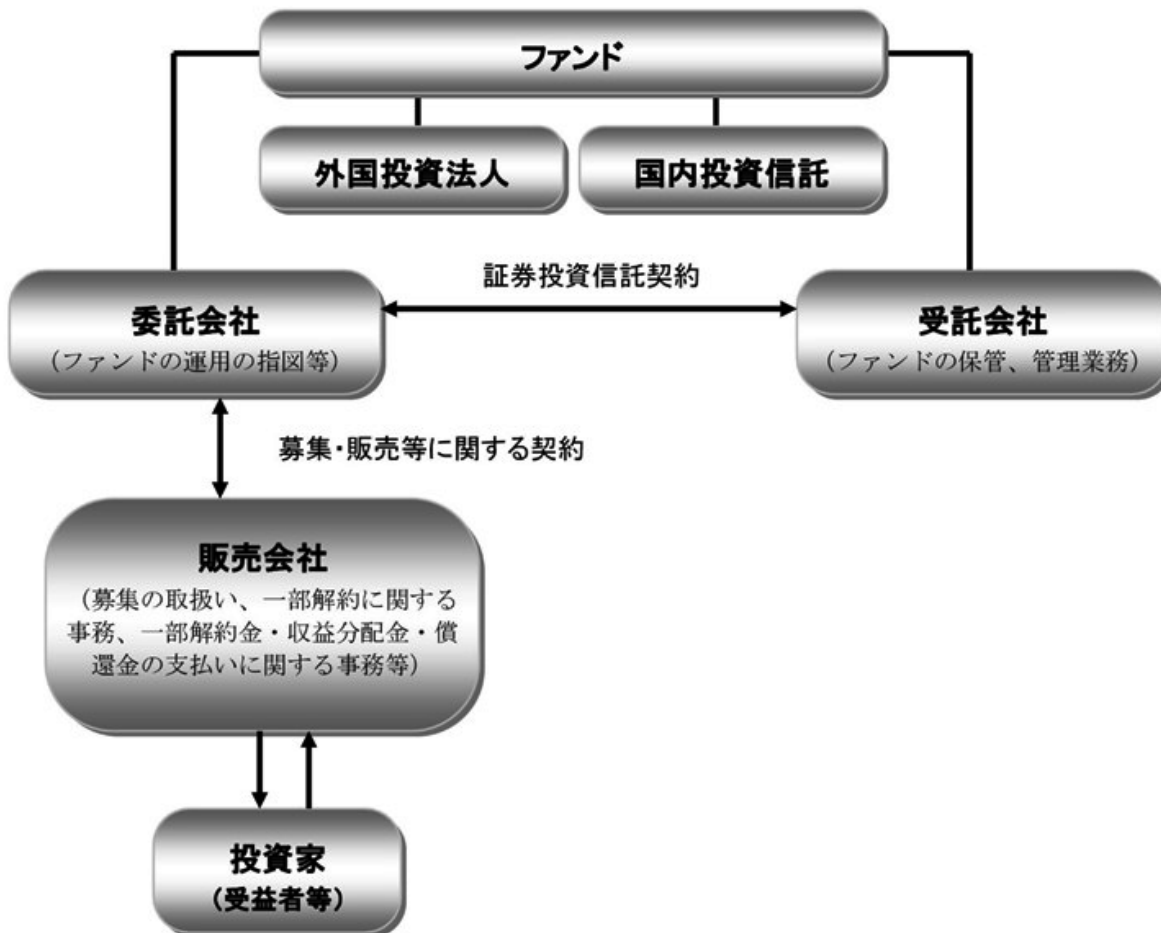 ファンド
外国投資法人
国内投資信託
証券投資信託契約
委託会社
（ファンドの運用の指図等）
受託会社
（ファンドの保管、管理業務）
募集・販売等に関する契約
販売会社
（募集の取扱い、一部解約に関する
事務、一部解約金・収益分配金・償
還金の支払いに関する事務等）
投資家
（受益者等）